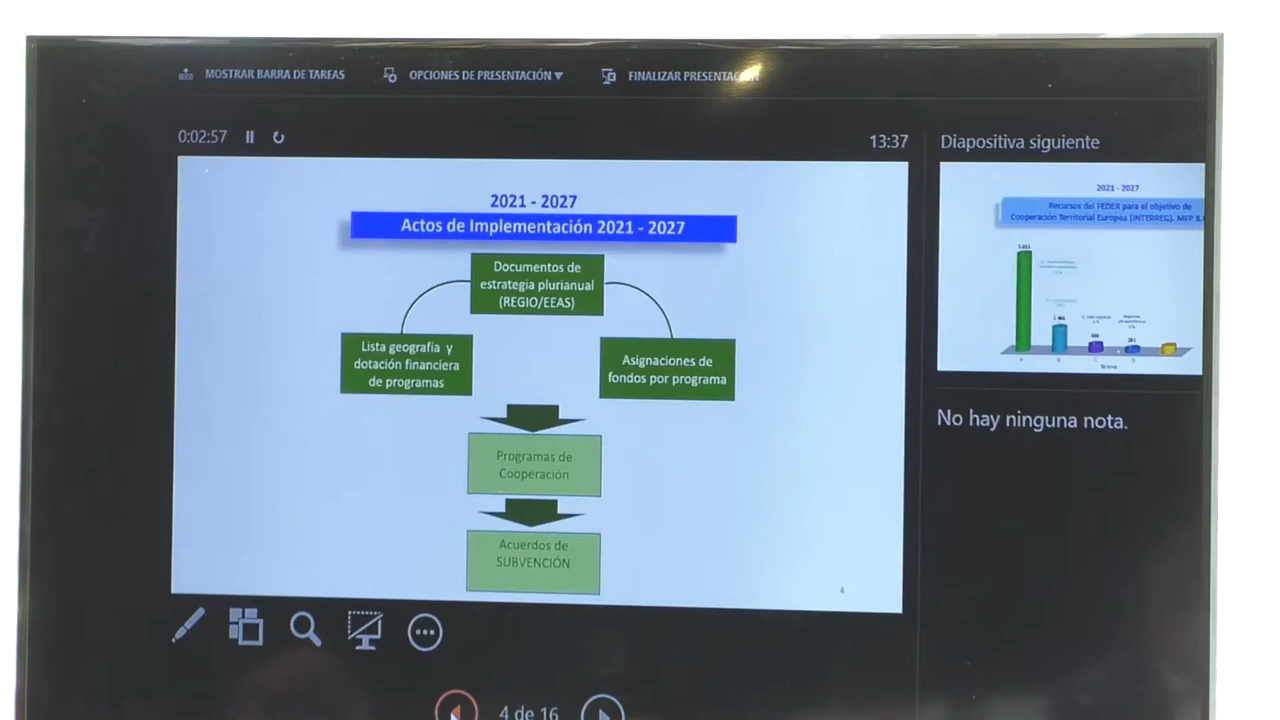 MOSTRAR BARRA DE TAREAS
OPCIONES DE PRESENTACIÓN ▼
FINALIZAR PRESENTACIÓN
0:02:57
13:37
2021 - 2027
Actos de Implementación 2021 - 2027
Documentos de
estrategia plurianual
(REGIO/EEAS)
Lista geografía y
dotación financiera
de programas
Asignaciones de
fondos por programa
Programas de
Cooperación
Acuerdos de
SUBVENCIÓN
4
Diapositiva siguiente
2021 - 2027
Recursos del FEDER para el objetivo de
Cooperación Territorial Europea (INTERREG). MFP
No hay ninguna nota.
4 de 16